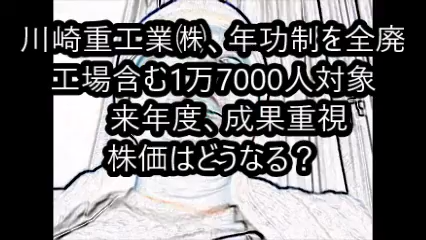 川崎重工業㈱、年功制を全廃
工場含む1万7000人対象
来年度、成果重視
株価はどうなる？